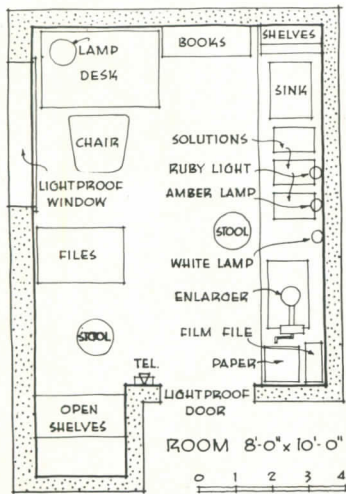 LAMP
DESK
BOOKS
SHELVES
SINK
CHAIR
SOLUTIONS
RUBY LIGHT
AMBER LAMP
LIGHTPROOF
WINDOW
STOOL
FILES
WHITE LAMP
ENLARGER
STOOL
FILM FILE
TEL.
PAPER
LIGHTPROOF
DOOR
OPEN
SHELVES
ROOM 8'-0" x 10'-0"
0 1 2 3 4